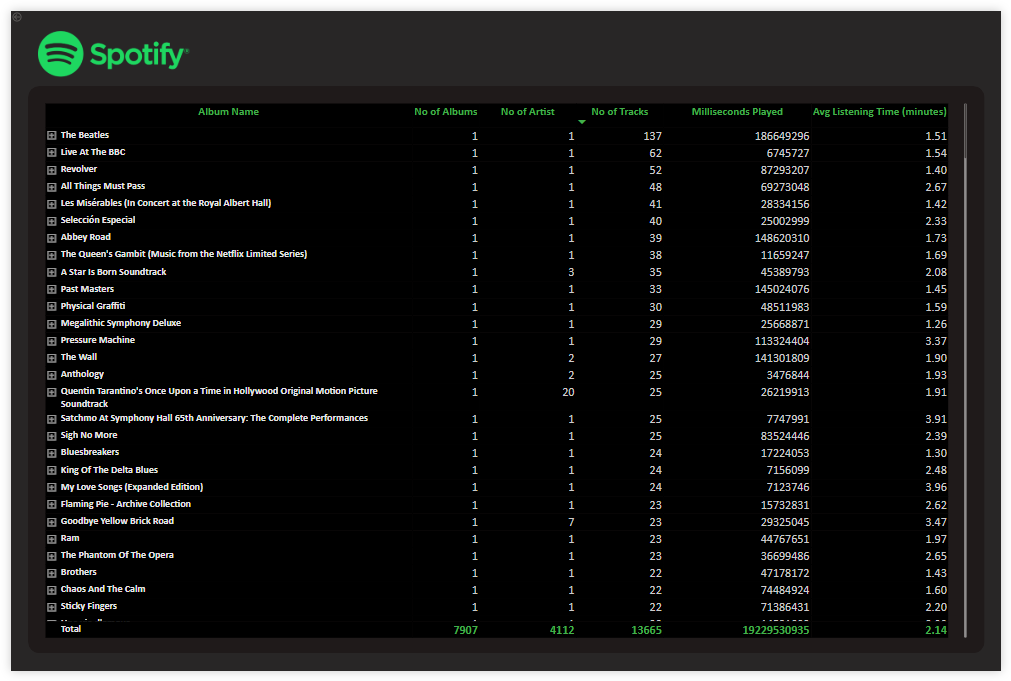 Spotify®
Album Name No of Albums No of Artist No of Tracks Milliseconds Played Avg Listening Time (minutes)
The Beatles 1 1 137 186649296 1.51
Live At The BBC 1 1 62 6745727 1.54
Revolver 1 1 52 87293207 1.40
All Things Must Pass 1 1 48 69273048 2.67
Les Misérables (In Concert at the Royal Albert Hall) 1 1 41 28334156 1.42
Selección Especial 1 1 40 25002999 2.33
Abbey Road 1 1 39 148620310 1.73
The Queen's Gambit (Music from the Netflix Limited Series) 1 1 38 11659247 1.69
A Star Is Born Soundtrack 1 3 35 45389793 2.08
Past Masters 1 1 33 145024076 1.45
Physical Graffiti 1 1 30 48511983 1.59
Megalithic Symphony Deluxe 1 1 29 25668871 1.26
Pressure Machine 1 1 29 113324404 3.37
The Wall 1 2 27 141301809 1.90
Anthology 1 2 25 3476844 1.93
Quentin Tarantino's Once Upon a Time in Hollywood Original Motion Picture 1 20 25 26219913 1.91
Soundtrack
Satchmo At Symphony Hall 65th Anniversary: The Complete Performances 1 1 25 7747991 3.91
Sigh No More 1 1 25 83524446 2.39
Bluesbreakers 1 1 24 17224053 1.30
King Of The Delta Blues 1 1 24 7156099 2.48
My Love Songs (Expanded Edition) 1 1 24 7123746 3.96
Flaming Pie - Archive Collection 1 1 23 15732831 2.62
Goodbye Yellow Brick Road 1 7 23 29325045 3.47
Ram 1 1 23 44767651 1.97
The Phantom Of The Opera 1 1 23 36699486 2.65
Brothers 1 1 22 47178172 1.43
Chaos And The Calm 1 1 22 74484924 1.60
Sticky Fingers 1 1 22 71386431 2.20
Total 7907 4112 13665 19229530935 2.14